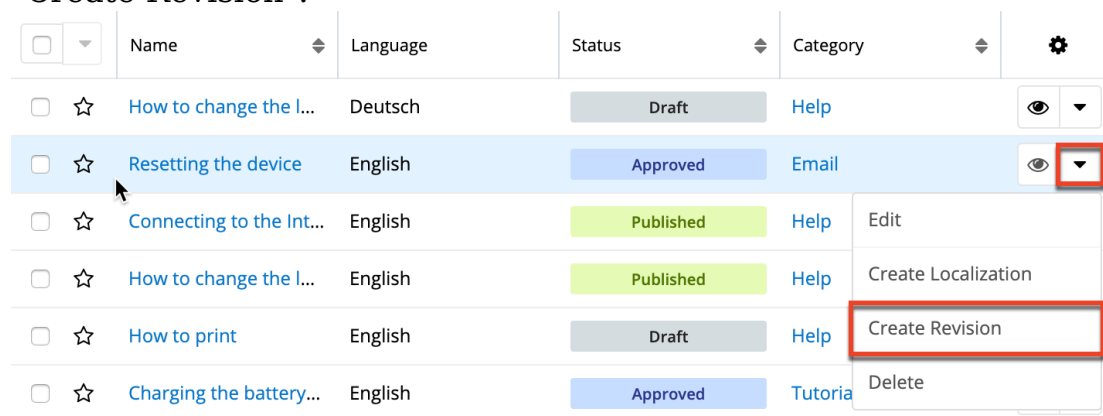 Create Revision".
Name Language Status Category
How to change the l... Deutsch Draft Help
Resetting the device English Approved Email
Connecting to the Int... English Published Help Edit
How to change the l... English Published Help Create Localization
How to print English Draft Help Create Revision
Charging the battery... English Approved Tutoria Delete